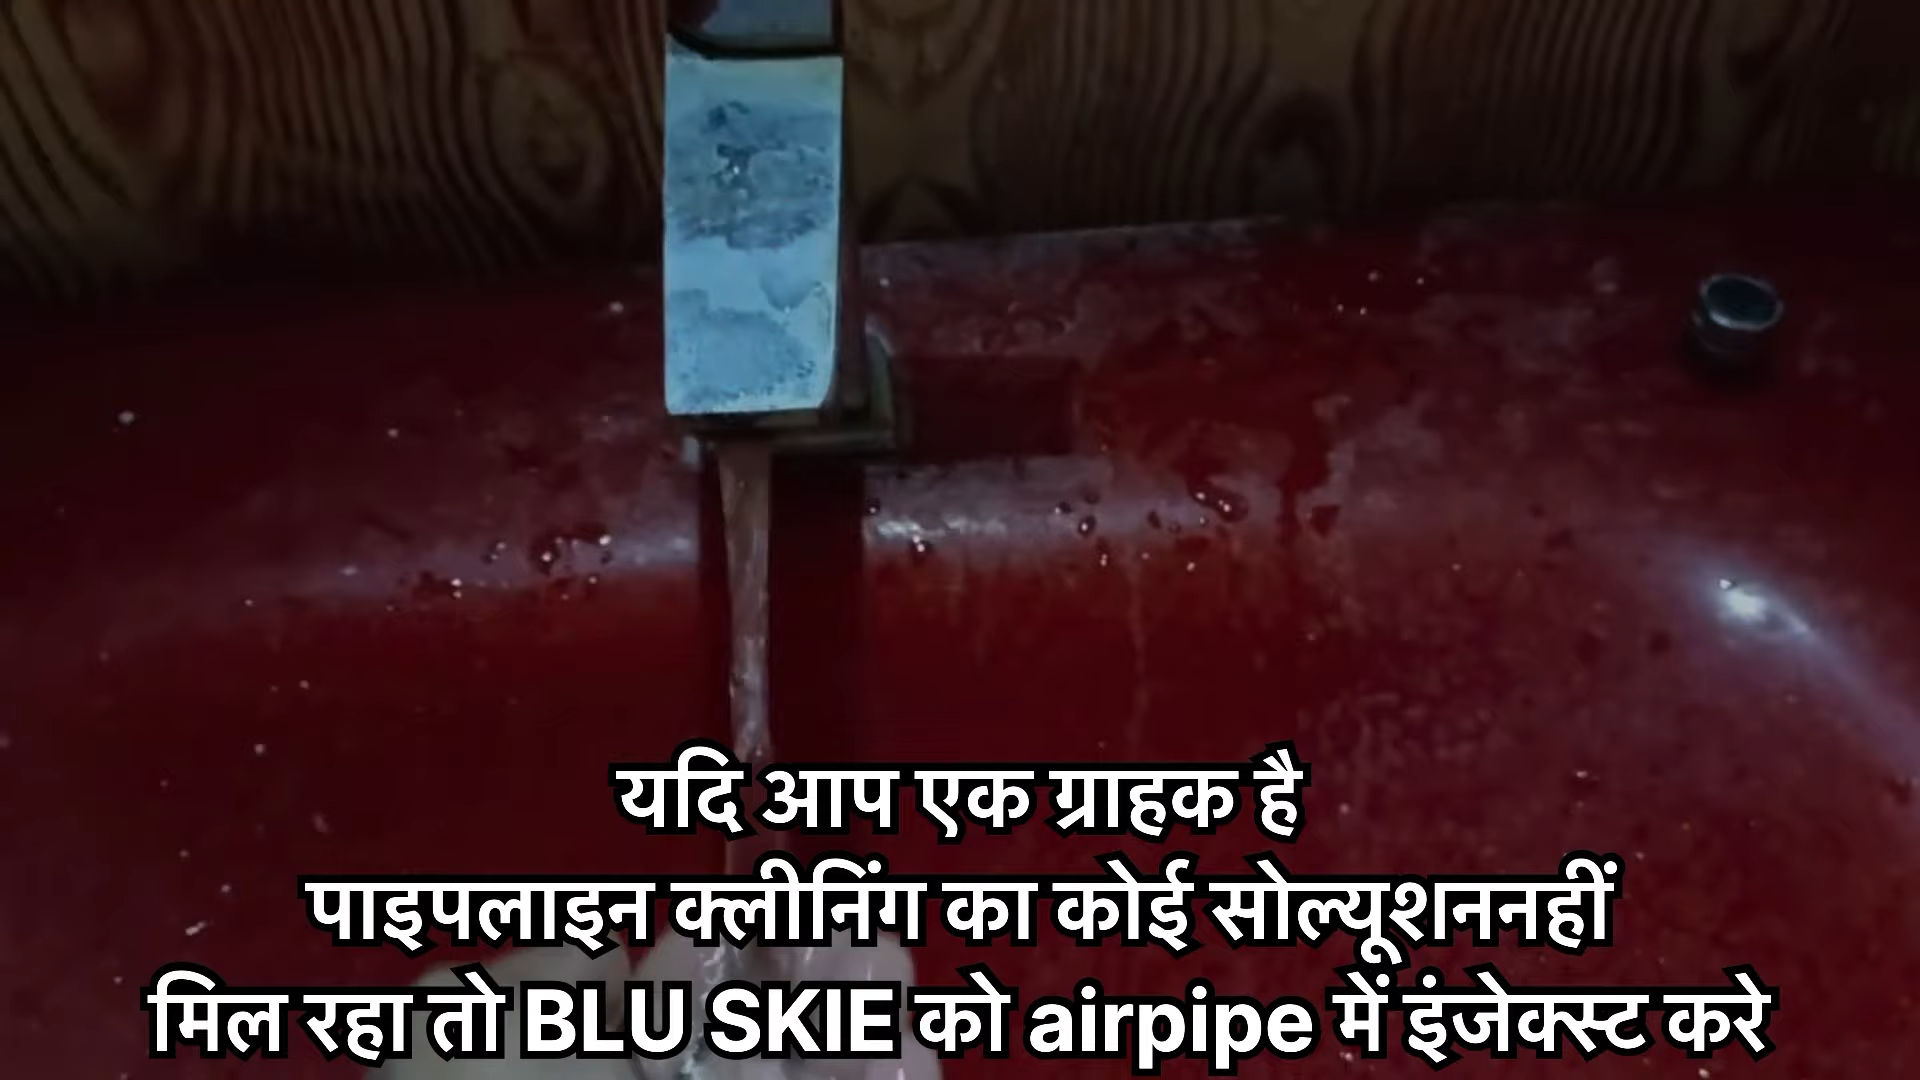 यदि आप एक ग्राहक है
पाइपलाइन क्लीनिंग का कोई सोल्यूशननहीं
मिल रहा तो BLU SKIE को airpipe में इंजेक्स्ट करे